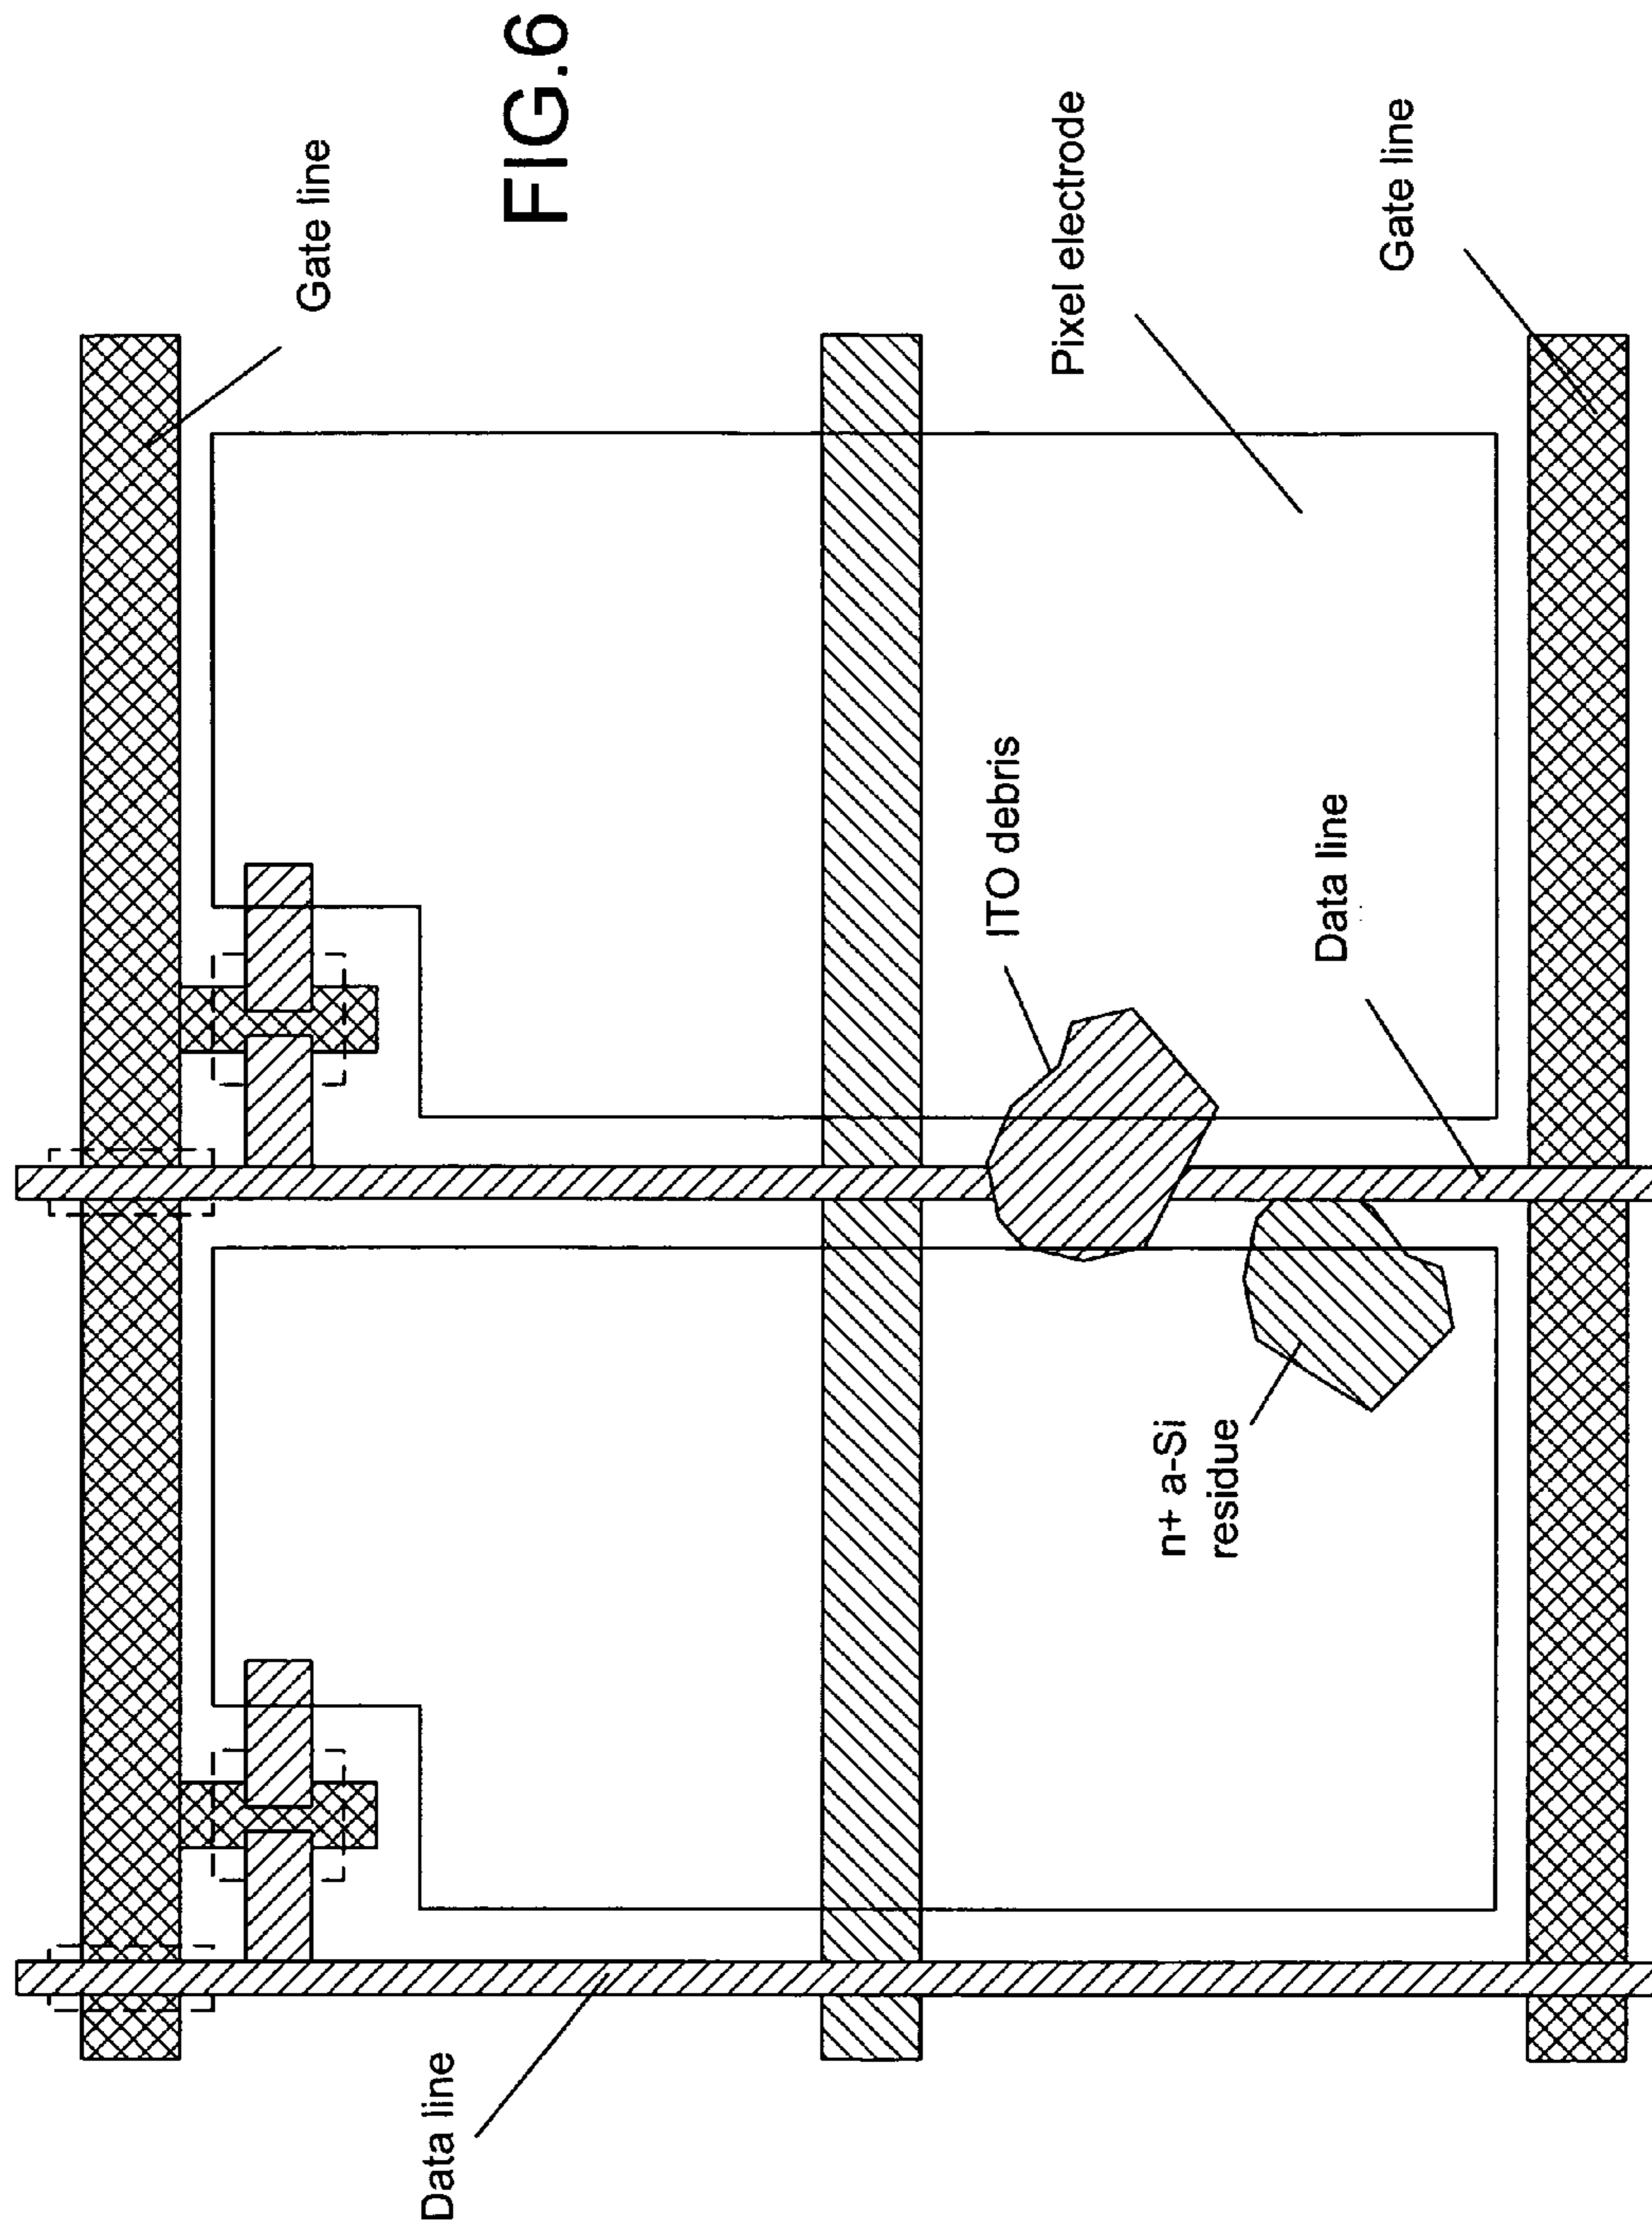 FIG.6
Gate line
Pixel electrode
Gate line
ITO debris
Data line
n+ a-Si
residue
Data line